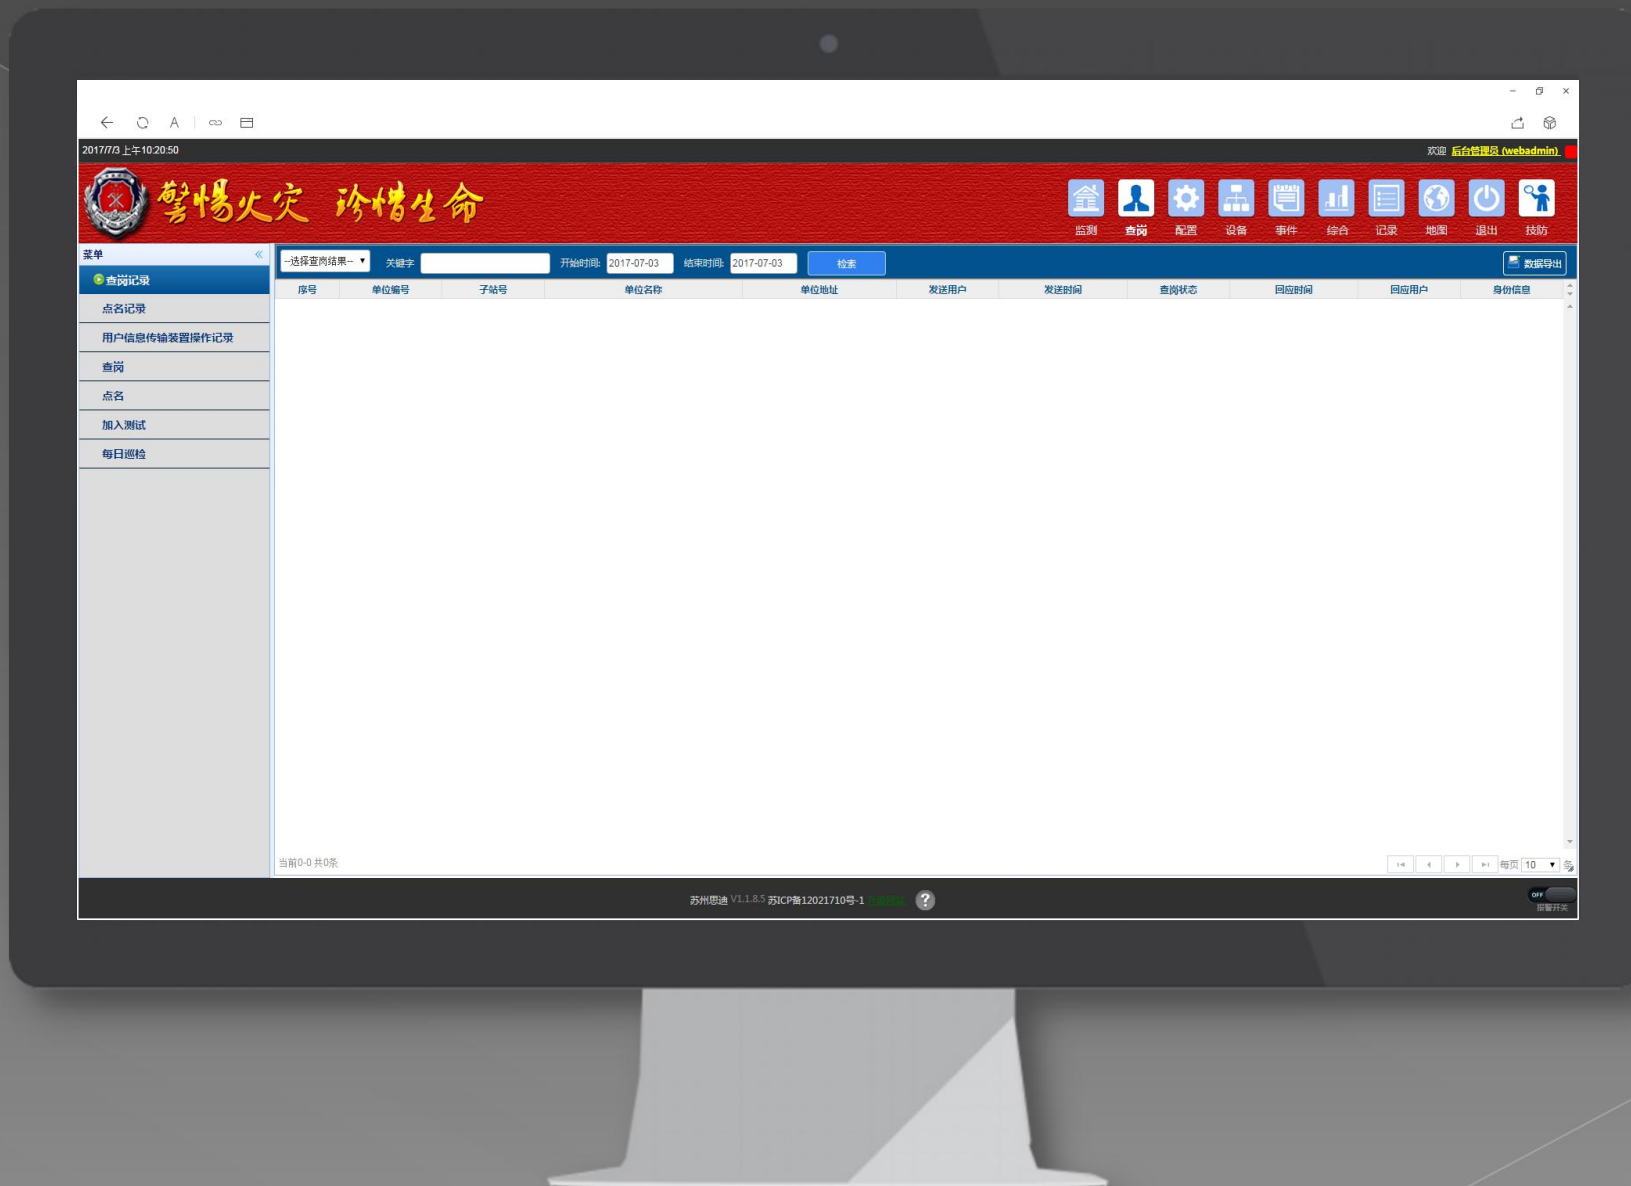 2017/7/3 上午10:20:50
欢迎 后台管理员 (webadmin)
警惕火灾 珍惜生命
监测 查岗 配置 设备 事件 综合 记录 地图 退出 技防
菜单
--选择查岗结果-- 关键字 开始时间: 2017-07-03 结束时间: 2017-07-03 检索 数据导出
查岗记录
点名记录
用户信息传输装置操作记录
查岗
点名
加入测试
每日巡检
序号 单位编号 子站号 单位名称 单位地址 发送用户 发送时间 查岗状态 回应时间 回应用户 身份信息
当前0-0 共0条
每页 10 条
苏州思迪 V1.1.8.5 苏ICP备12021710号-1
OFF
报警开关